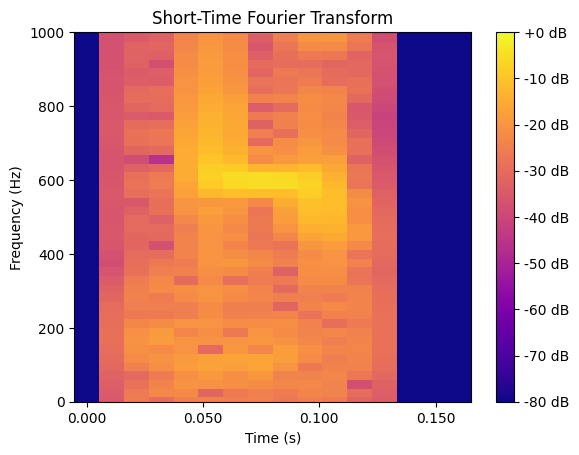 Short-Time Fourier Transform
1000
800
600
400
200
0
Frequency (Hz)
0.000
0.050
0.100
0.150
Time (s)
+0 dB
-10 dB
-20 dB
-30 dB
-40 dB
-50 dB
-60 dB
-70 dB
-80 dB